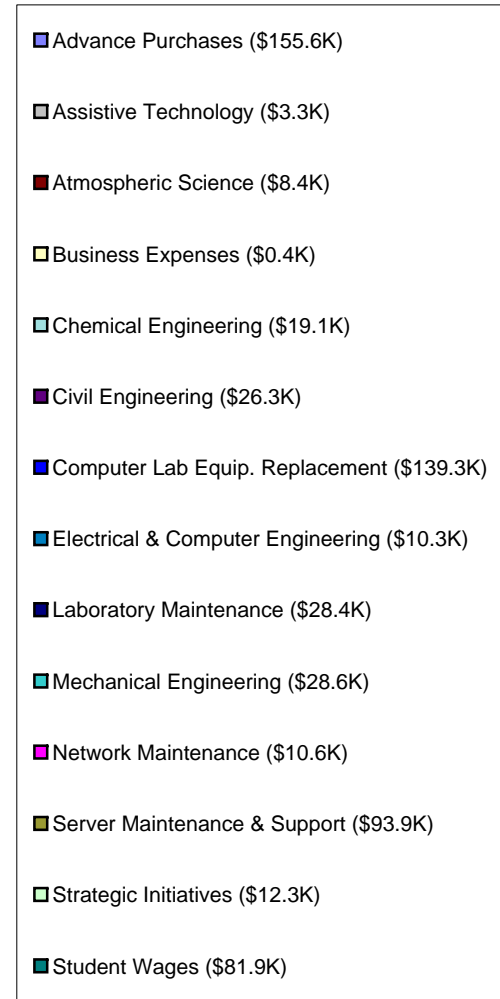 Advance Purchases ($155.6K)
Assistive Technology ($3.3K)
Atmospheric Science ($8.4K)
Business Expenses ($0.4K)
Chemical Engineering ($19.1K)
Civil Engineering ($26.3K)
Computer Lab Equip. Replacement ($139.3K)
Electrical & Computer Engineering ($10.3K)
Laboratory Maintenance ($28.4K)
Mechanical Engineering ($28.6K)
Network Maintenance ($10.6K)
Server Maintenance & Support ($93.9K)
Strategic Initiatives ($12.3K)
Student Wages ($81.9K)